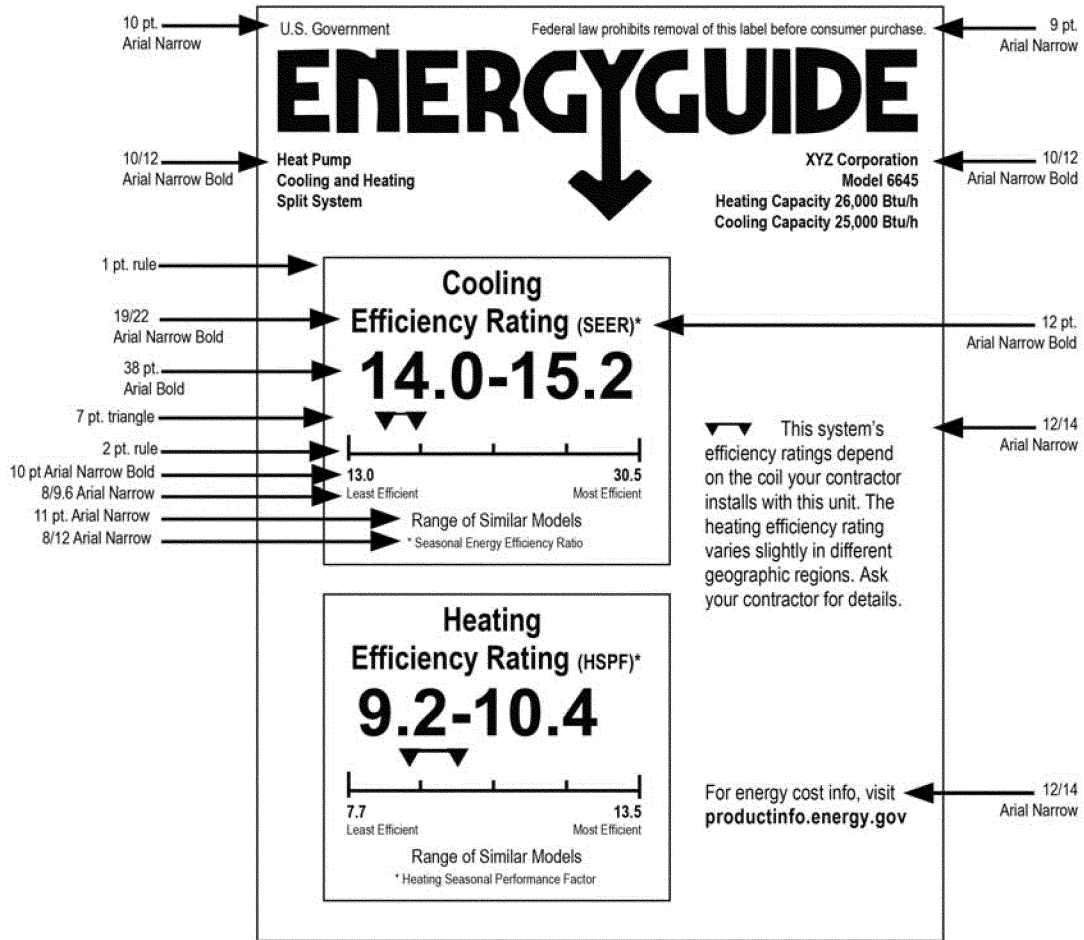 10 pt.
Arial Narrow
U.S. Government
Federal law prohibits removal of this label before consumer purchase.
9 pt.
Arial Narrow
ENERGYGUIDE
10/12
Arial Narrow Bold
Heat Pump
Cooling and Heating
Split System
XYZ Corporation
Model 6645
Heating Capacity 26,000 Btu/h
Cooling Capacity 25,000 Btu/h
10/12
Arial Narrow Bold
1 pt. rule
Cooling
19/22
Arial Narrow Bold
Efficiency Rating (SEER)*
12 pt.
Arial Narrow Bold
38 pt.
Arial Bold
14.0-15.2
7 pt. triangle
2 pt. rule
10 pt Arial Narrow Bold
13.0
30.5
8/9.6 Arial Narrow
Least Efficient
Most Efficient
11 pt. Arial Narrow
Range of Similar Models
8/12 Arial Narrow
* Seasonal Energy Efficiency Ratio
This system's
efficiency ratings depend
on the coil your contractor
installs with this unit. The
heating efficiency rating
varies slightly in different
geographic regions. Ask
your contractor for details.
12/14
Arial Narrow
Heating
Efficiency Rating (HSPF)*
9.2-10.4
7.7
13.5
Least Efficient
Most Efficient
Range of Similar Models
* Heating Seasonal Performance Factor
For energy cost info, visit
productinfo.energy.gov
12/14
Arial Narrow